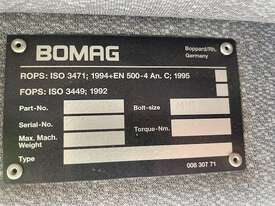 BOMAG
Boppard/Rh.
Germany
ROPS: ISO 3471; 1994+EN 500-4 An. C; 1995
FOPS: ISO 3449; 1992
Part-No.
Bolt-size
Serial-No.
Torque-Nm.
Max. Mach.
Weight
Type
006 307 71